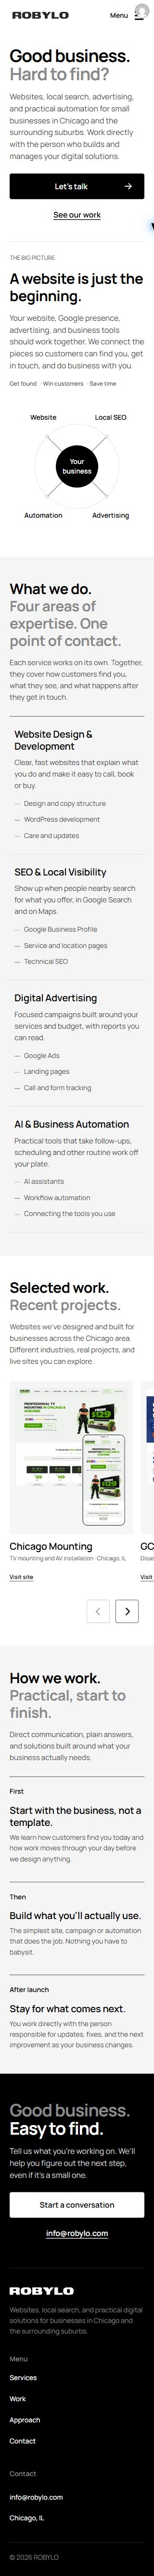 ROBYLO
Menu
Good business.
Hard to find?
Websites, local search, advertising,
and practical automation for small
businesses in Chicago and the
surrounding suburbs. Work directly
with the person who builds and
manages your digital solutions.
Let's talk
See our work
THE BIG PICTURE
A website is just the
beginning.
Your website, Google presence,
advertising, and business tools
should work together. We connect the
pieces so customers can find you, get
in touch, and do business with you.
Get found · Win customers · Save time
Website
Local SEO
Your
business
Automation
Advertising
What we do.
Four areas of
expertise. One
point of contact.
Each service works on its own. Together,
they cover how customers find you,
what they see, and what happens after
they get in touch.
Website Design &
Development
Clear, fast websites that explain what
you do and make it easy to call, book
or buy.
— Design and copy structure
— WordPress development
— Care and updates
SEO & Local Visibility
Show up when people nearby search
for what you offer, in Google Search
and on Maps.
— Google Business Profile
— Service and location pages
— Technical SEO
Digital Advertising
Focused campaigns built around your
services and budget, with reports you
can read.
— Google Ads
— Landing pages
— Call and form tracking
AI & Business Automation
Practical tools that take follow-ups,
scheduling and other routine work off
your plate.
— AI assistants
— Workflow automation
— Connecting the tools you use
Selected work.
Recent projects.
Websites we've designed and built for
businesses across the Chicago area.
Different industries, real projects, and
live sites you can explore.
PROFESSIONAL
TV MOUNTING IN
CHICAGO &
SUBURBS
$129
Chicago Mounting
GC
TV mounting and AV installation · Chicago, IL
Disas
Visit site
Visit
How we work.
Practical, start to
finish.
Direct communication, plain answers,
and solutions built around what your
business actually needs.
First
Start with the business, not a
template.
We learn how customers find you today and
how work moves through your day before
we design anything.
Then
Build what you'll actually use.
The simplest site, campaign or automation
that does the job. Nothing you have to
babysit.
After launch
Stay for what comes next.
You work directly with the person
responsible for updates, fixes, and the next
improvement as your business changes.
Good business.
Easy to find.
Tell us what you're working on. We'll
help you figure out the next step,
even if it's a small one.
Start a conversation
info@robylo.com
ROBYLO
Websites, local search, and practical digital
solutions for businesses in Chicago and
the surrounding suburbs.
Menu
Services
Work
Approach
Contact
Contact
info@robylo.com
Chicago, IL
© 2026 ROBYLO